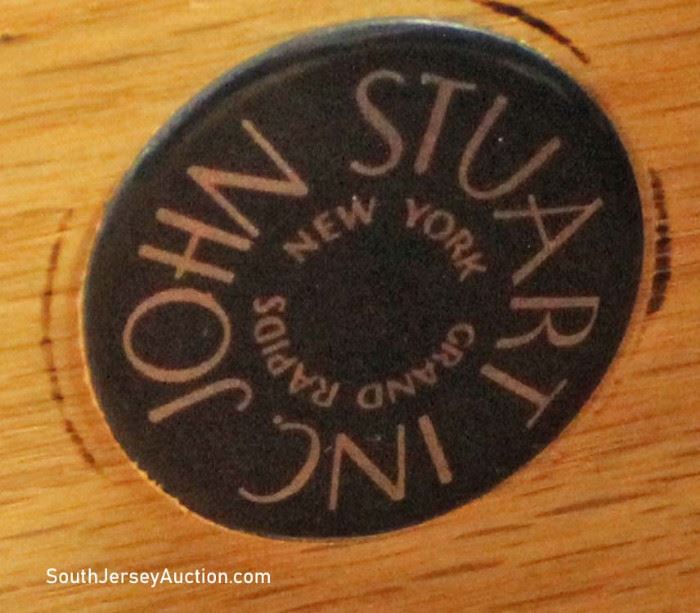 JOHN STUART INC.
NEW YORK
GRAND RAPIDS
SouthJerseyAuction.com